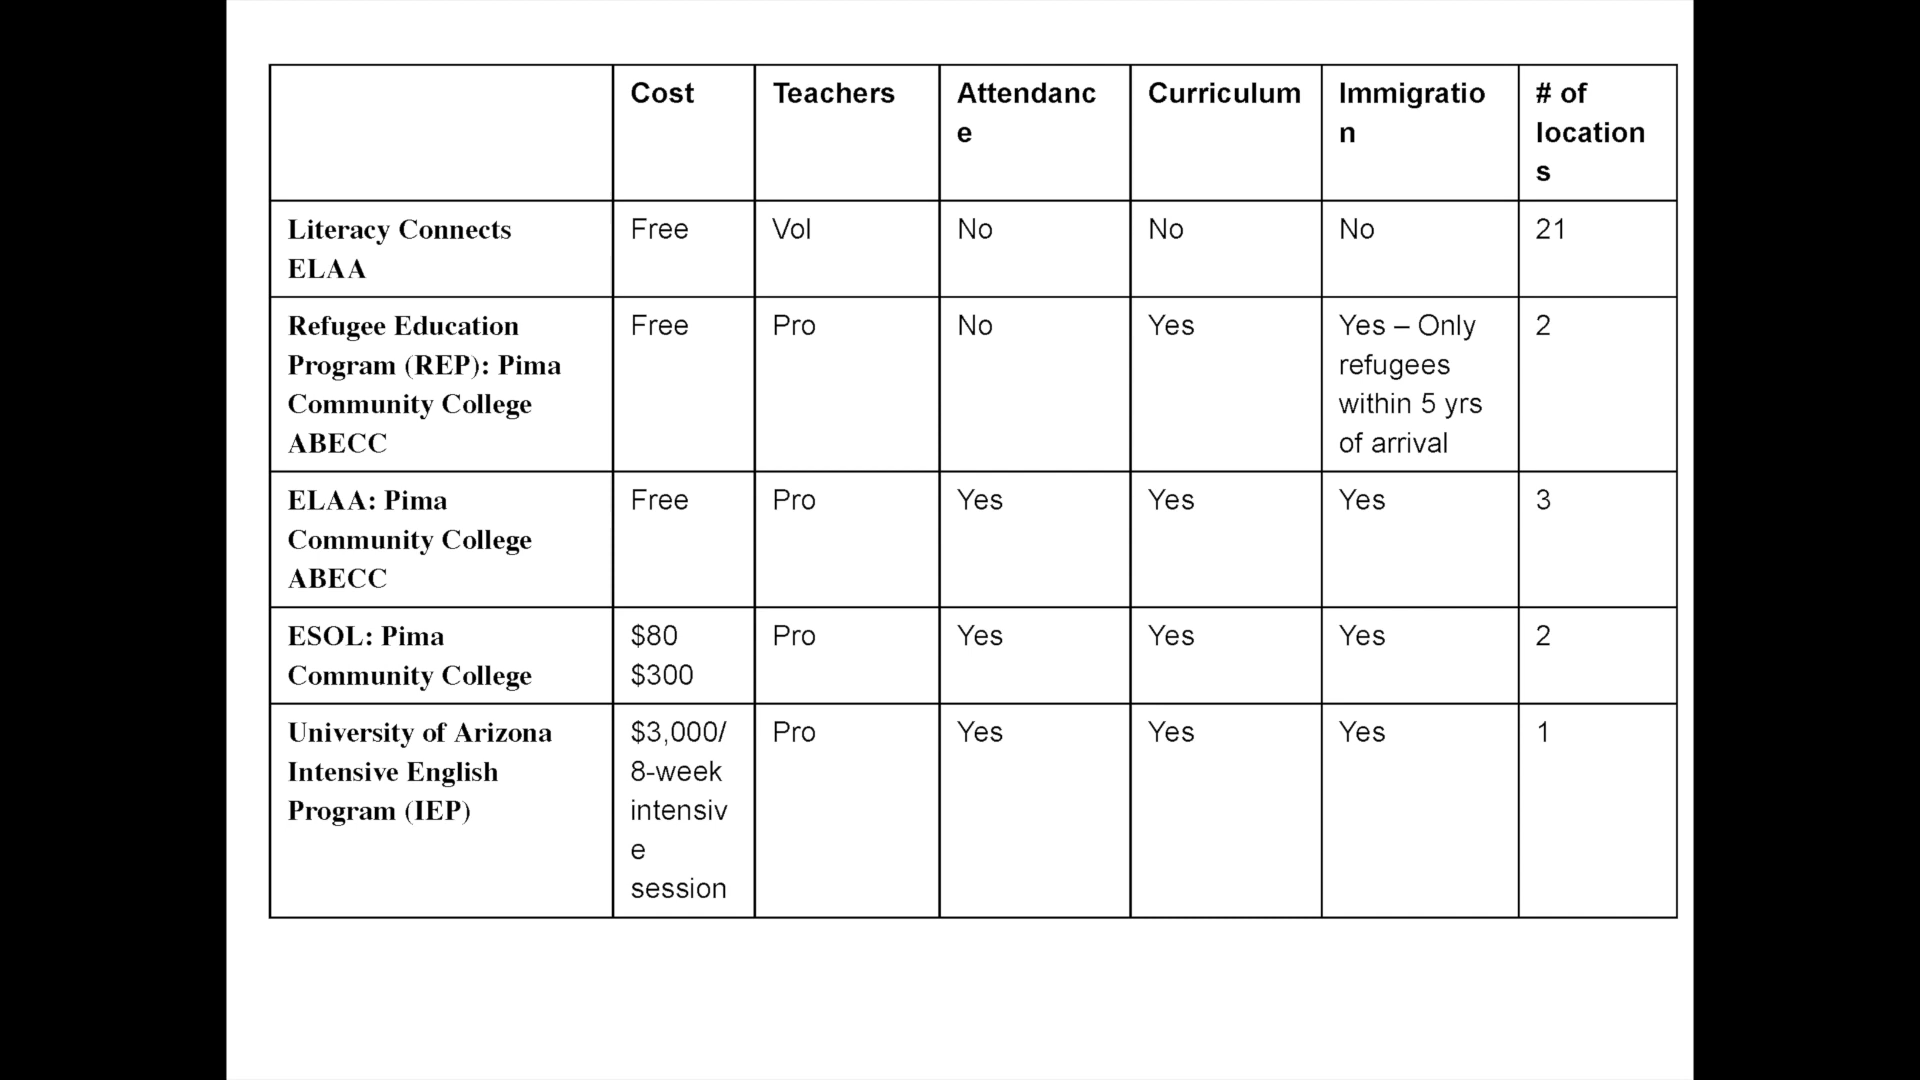 Cost Teachers Attendanc Curriculum Immigratio # of
e n location
s
Literacy Connects Free Vol No No No 21
ELAA
Refugee Education Free Pro No Yes Yes – Only 2
Program (REP): Pima refugees
Community College within 5 yrs
ABECC of arrival
ELAA: Pima Free Pro Yes Yes Yes 3
Community College
ABECC
ESOL: Pima $80 Pro Yes Yes Yes 2
Community College $300
University of Arizona $3,000/ Pro Yes Yes Yes 1
Intensive English 8-week
Program (IEP) intensiv
e
session